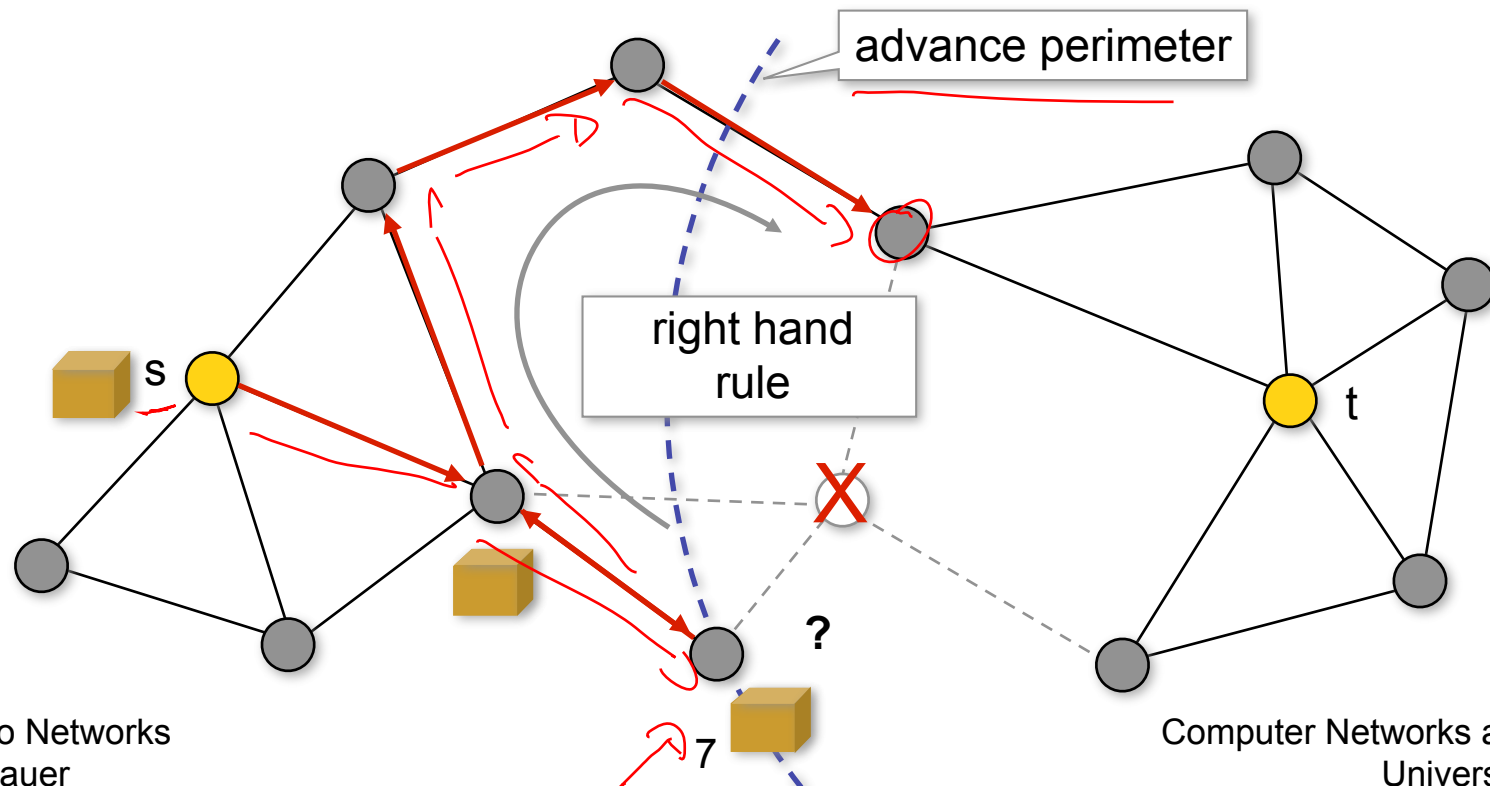 advance perimeter
right hand
rule
s
t
?
7
o Networks
auer
Computer Networks a
Univers